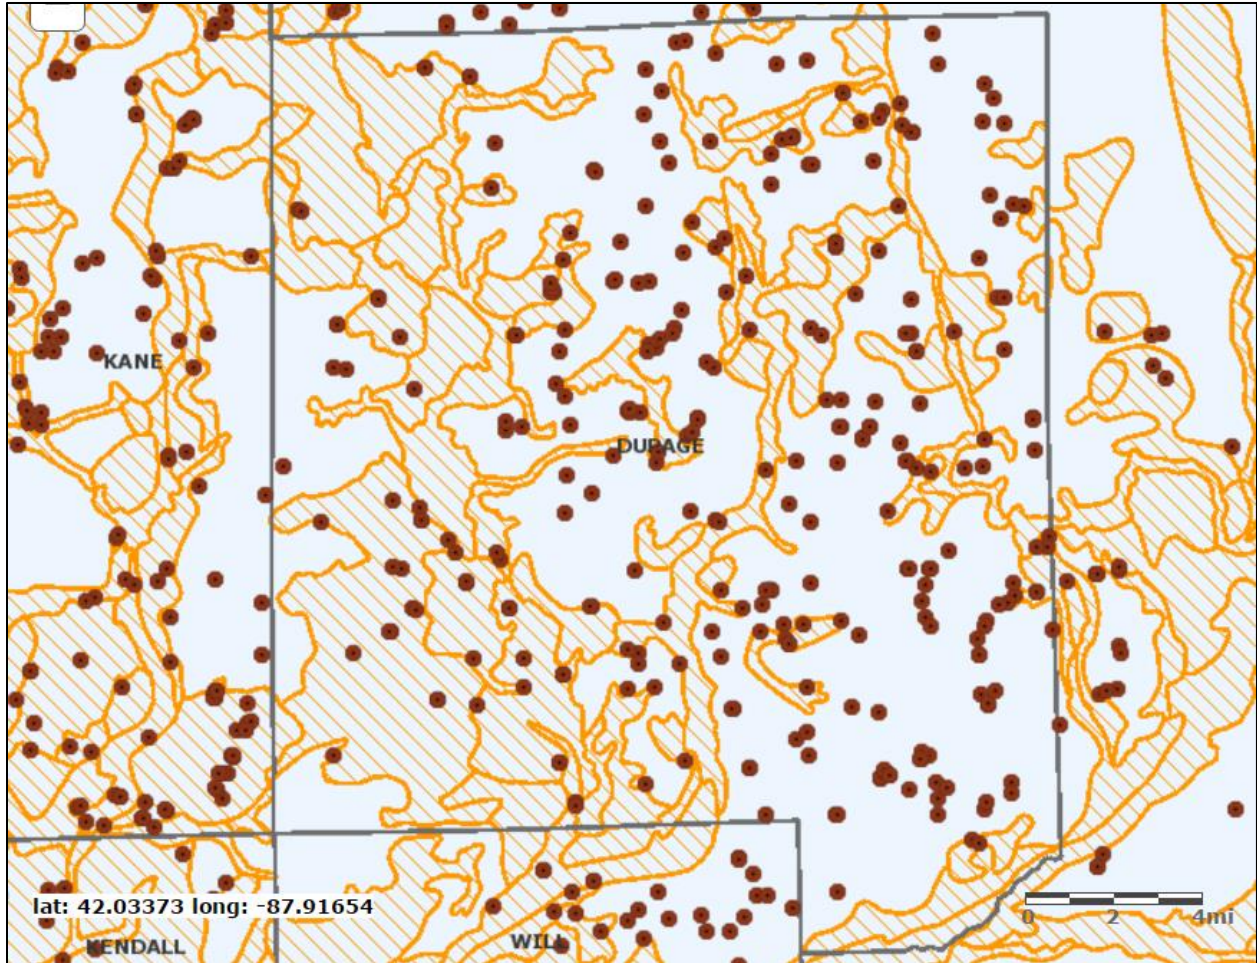 KANE
DUPAGE
lat: 42.03373 long: -87.91654
0 2 4mi
KENDALL
WILL